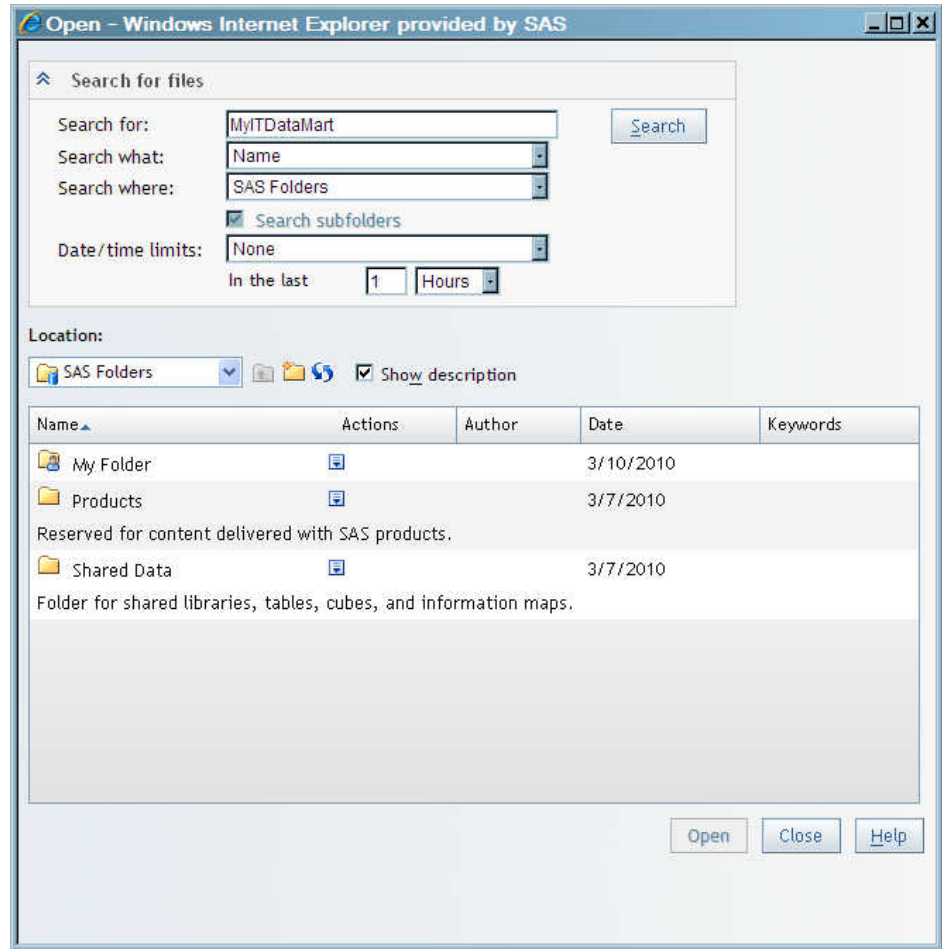 Open - Windows Internet Explorer provided by SAS
Search for files
Search for: MyITDataMart Search
Search what: Name
Search where: SAS Folders
Search subfolders
Date/time limits: None
In the last 1 Hours
Location:
SAS Folders Show description
Name Actions Author Date Keywords
My Folder 3/10/2010
Products 3/7/2010
Reserved for content delivered with SAS products.
Shared Data 3/7/2010
Folder for shared libraries, tables, cubes, and information maps.
Open Close Help